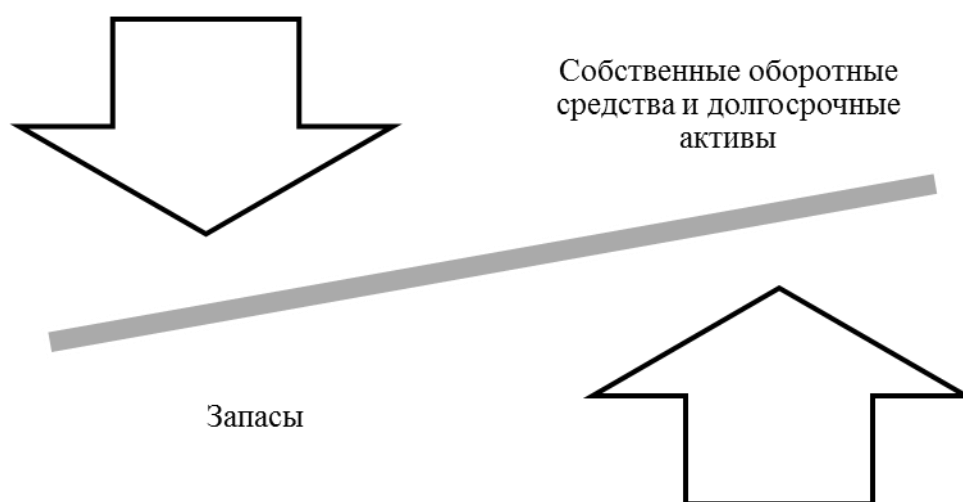 Собственные оборотные
средства и долгосрочные
активы
Запасы